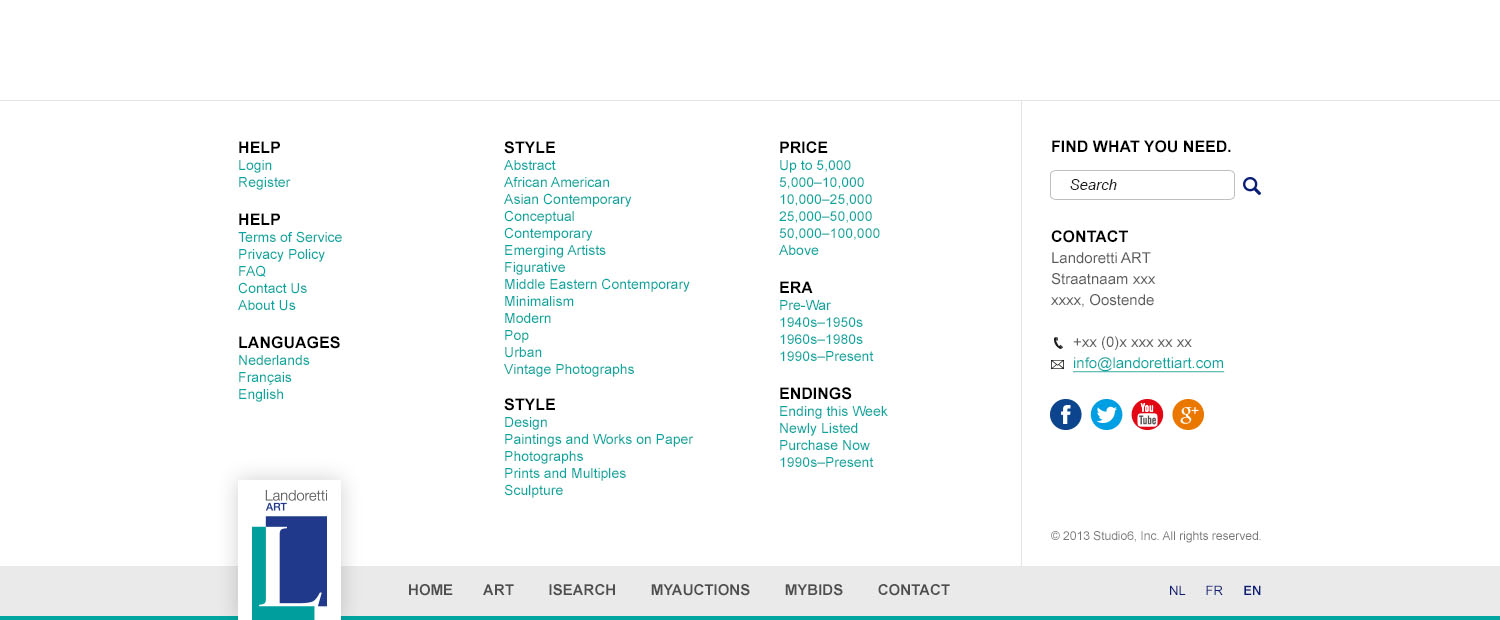 HELP
Login
Register
HELP
Terms of Service
Privacy Policy
FAQ
Contact Us
About Us
LANGUAGES
Nederlands
Français
English
STYLE
Abstract
African American
Asian Contemporary
Conceptual
Contemporary
Emerging Artists
Figurative
Middle Eastern Contemporary
Minimalism
Modern
Pop
Urban
Vintage Photographs
STYLE
Design
Paintings and Works on Paper
Photographs
Prints and Multiples
Sculpture
PRICE
Up to 5,000
5,000–10,000
10,000–25,000
25,000–50,000
50,000–100,000
Above
ERA
Pre-War
1940s–1950s
1960s–1980s
1990s–Present
ENDINGS
Ending this Week
Newly Listed
Purchase Now
1990s–Present
FIND WHAT YOU NEED.
Search
CONTACT
Landoretti ART
Straatnaam xxx
xxxx, Oostende
+xx (0)x xxx xx xx
info@landorettiart.com
f
You
Tube
g+
© 2013 Studio6, Inc. All rights reserved.
Landoretti
ART
L
HOME ART ISEARCH MYAUCTIONS MYBIDS CONTACT NL FR EN